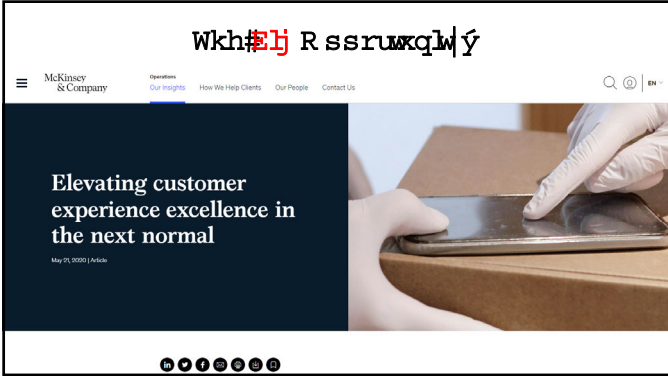 Wkh#Elj Rssruwxqlw|ý
McKinsey
& Company
Operations
Our Insights How We Help Clients Our People Contact Us
EN
Elevating customer
experience excellence in
the next normal
May 21, 2020 | Article